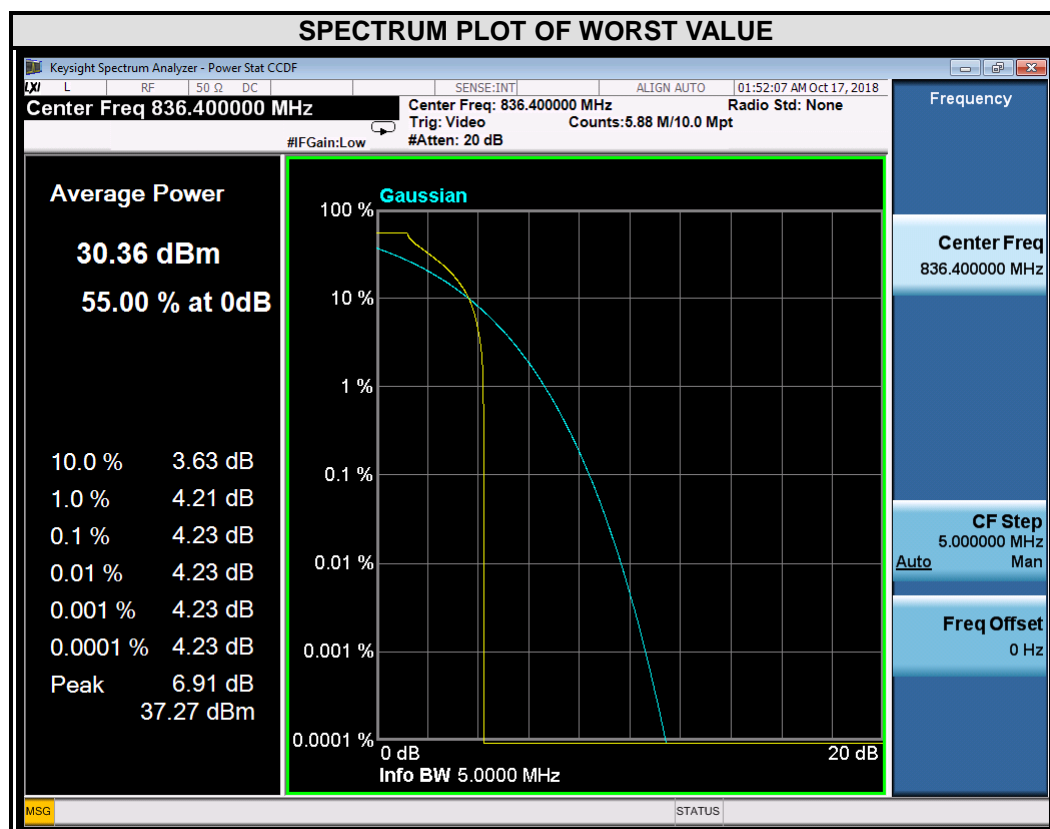 SPECTRUM PLOT OF WORST VALUE
Keysight Spectrum Analyzer - Power Stat CCDF
LXI L RF 50 Ω DC SENSE:INT ALIGN AUTO 01:52:07 AM Oct 17, 2018
Center Freq 836.400000 MHz
Center Freq: 836.400000 MHz Radio Std: None
Trig: Video Counts:5.88 M/10.0 Mpt
#IFGain:Low #Atten: 20 dB
Average Power
30.36 dBm
55.00 % at 0dB
10.0 % 3.63 dB
1.0 % 4.21 dB
0.1 % 4.23 dB
0.01 % 4.23 dB
0.001 % 4.23 dB
0.0001 % 4.23 dB
Peak 6.91 dB
37.27 dBm
Gaussian
100 %
10 %
1 %
0.1 %
0.01 %
0.001 %
0.0001 %
0 dB 20 dB
Info BW 5.0000 MHz
Frequency
Center Freq
836.400000 MHz
CF Step
5.000000 MHz
Auto Man
Freq Offset
0 Hz
MSG STATUS